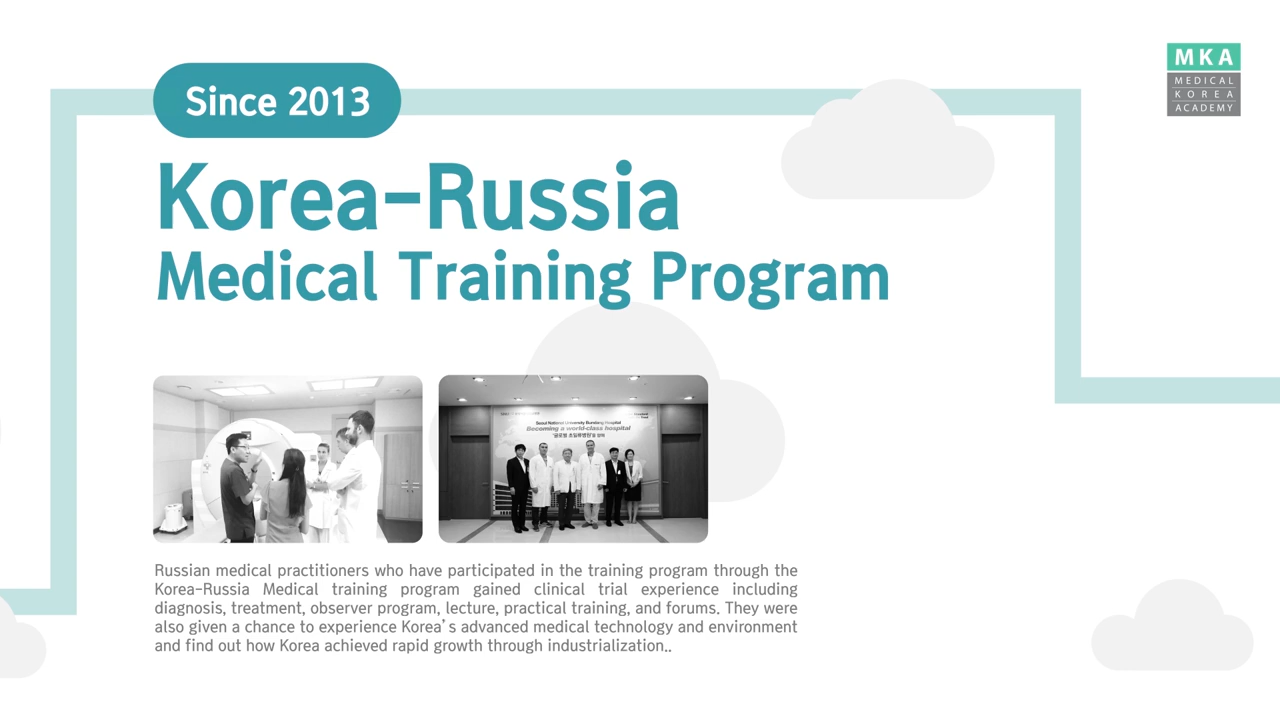 Since 2013
MKA
MEDICAL
KOREA
ACADEMY
Korea-Russia
Medical Training Program
Seoul National University Bundang Hospital
Becoming a world-class hospital
Russian medical practitioners who have participated in the training program through the
Korea-Russia Medical training program gained clinical trial experience including
diagnosis, treatment, observer program, lecture, practical training, and forums. They were
also given a chance to experience Korea's advanced medical technology and environment
and find out how Korea achieved rapid growth through industrialization..